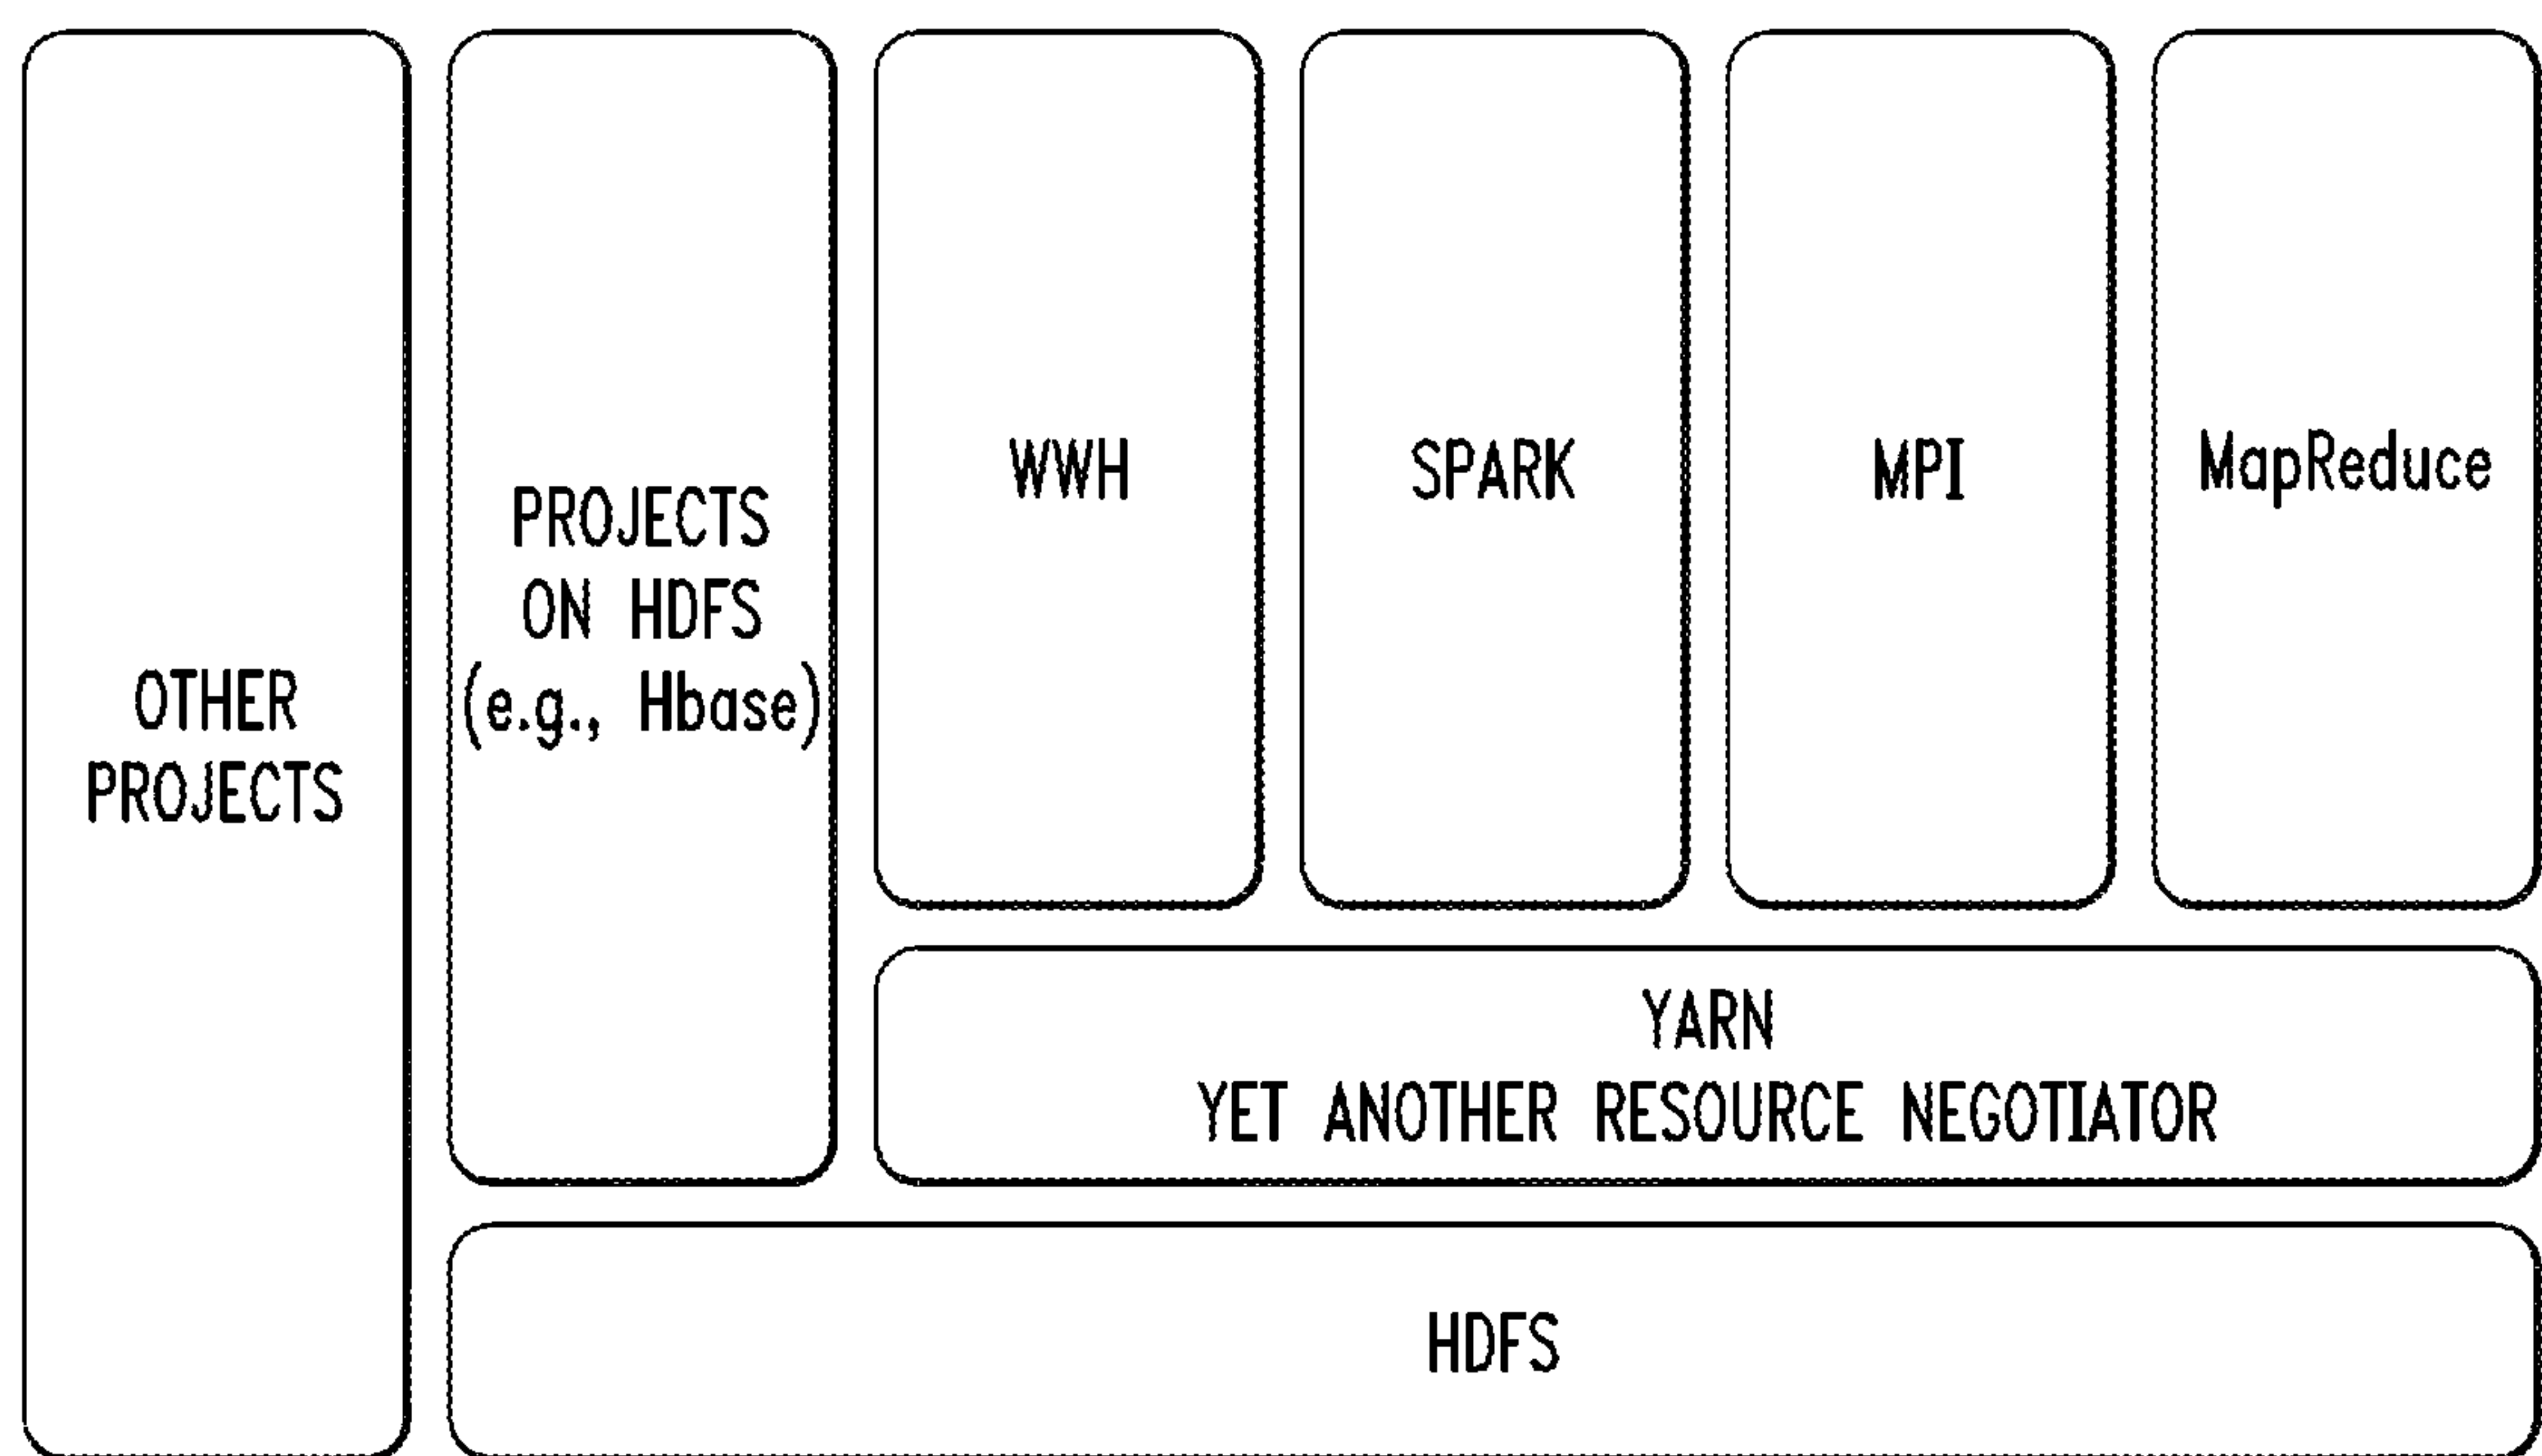 OTHER
PROJECTS
PROJECTS
ON HDFS
(e.g., Hbase)
WWH
SPARK
MPI
MapReduce
YARN
YET ANOTHER RESOURCE NEGOTIATOR
HDFS